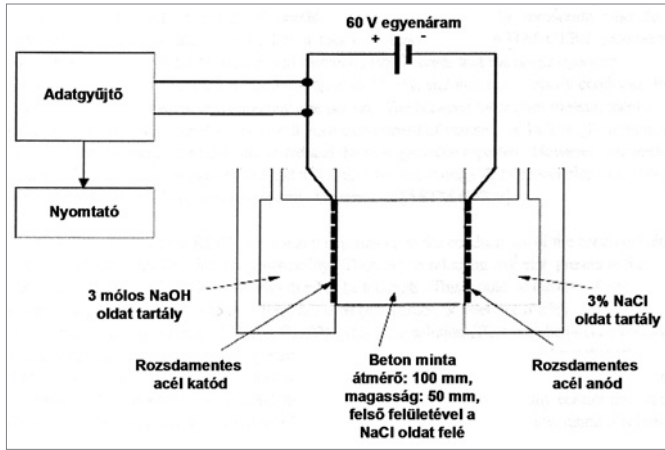 60 V egyenáram
+ -
Adatgyűjtő
Nyomtató
3 mólos NaOH
oldat tartály
3% NaCl
oldat tartály
Rozsdamentes
acél katód
Beton minta
átmérő: 100 mm,
magasság: 50 mm,
felső felületével a
NaCl oldat felé
Rozsdamentes
acél anód